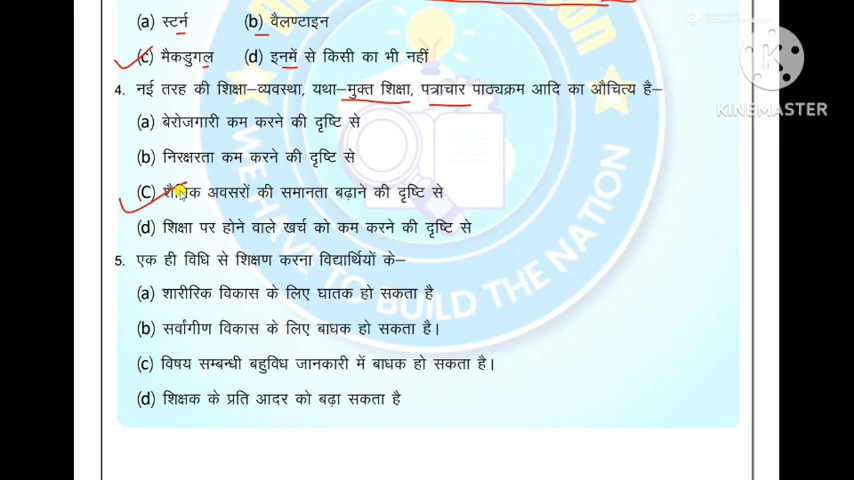 (a) स्टर्न (b) वैलण्टाइन
(c) मैकडुगल (d) इनमें से किसी का भी नहीं
4. नई तरह की शिक्षा–व्यवस्था, यथा–मुक्त शिक्षा, पत्राचार पाठ्यक्रम आदि का औचित्य है–
(a) बेरोजगारी कम करने की दृष्टि से
(b) निरक्षरता कम करने की दृष्टि से
(C) शैक्षिक अवसरों की समानता बढ़ाने की दृष्टि से
(d) शिक्षा पर होने वाले खर्च को कम करने की दृष्टि से
5. एक ही विधि से शिक्षण करना विद्यार्थियों के–
(a) शारीरिक विकास के लिए घातक हो सकता है
(b) सर्वांगीण विकास के लिए बाधक हो सकता है।
(c) विषय सम्बन्धी बहुविध जानकारी में बाधक हो सकता है।
(d) शिक्षक के प्रति आदर को बढ़ा सकता है
KINEMASTER
WE HAVE TO BUILD THE NATION